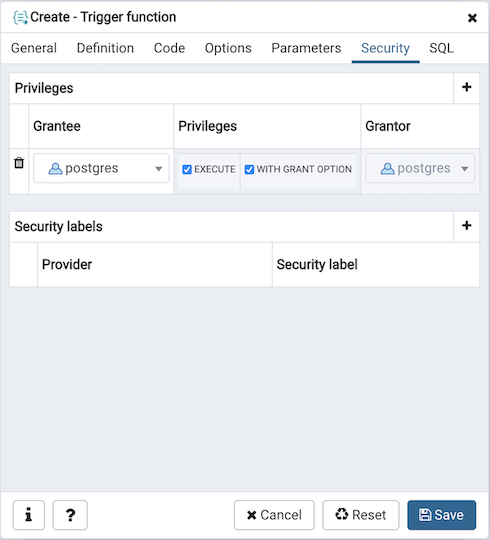 Create - Trigger function
General Definition Code Options Parameters Security SQL
Privileges
Grantee Privileges Grantor
postgres EXECUTE WITH GRANT OPTION postgres
Security labels
Provider Security label
Cancel Reset Save